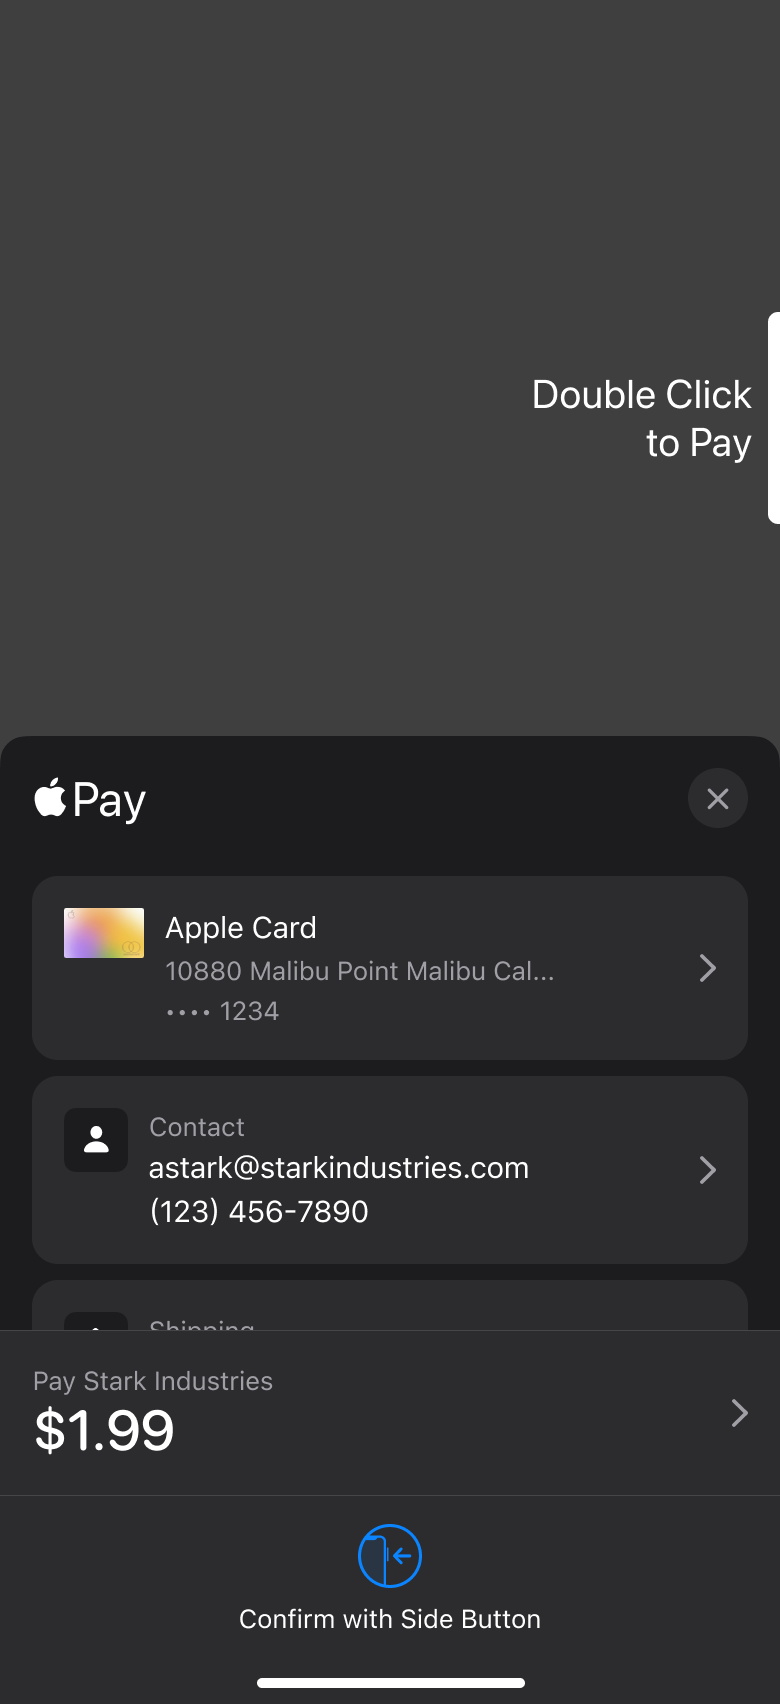 Double Click
to Pay
Pay
Apple Card
10880 Malibu Point Malibu Cal...
•••• 1234
Contact
astark@starkindustries.com
(123) 456-7890
Shipping
Pay Stark Industries
$1.99
Confirm with Side Button